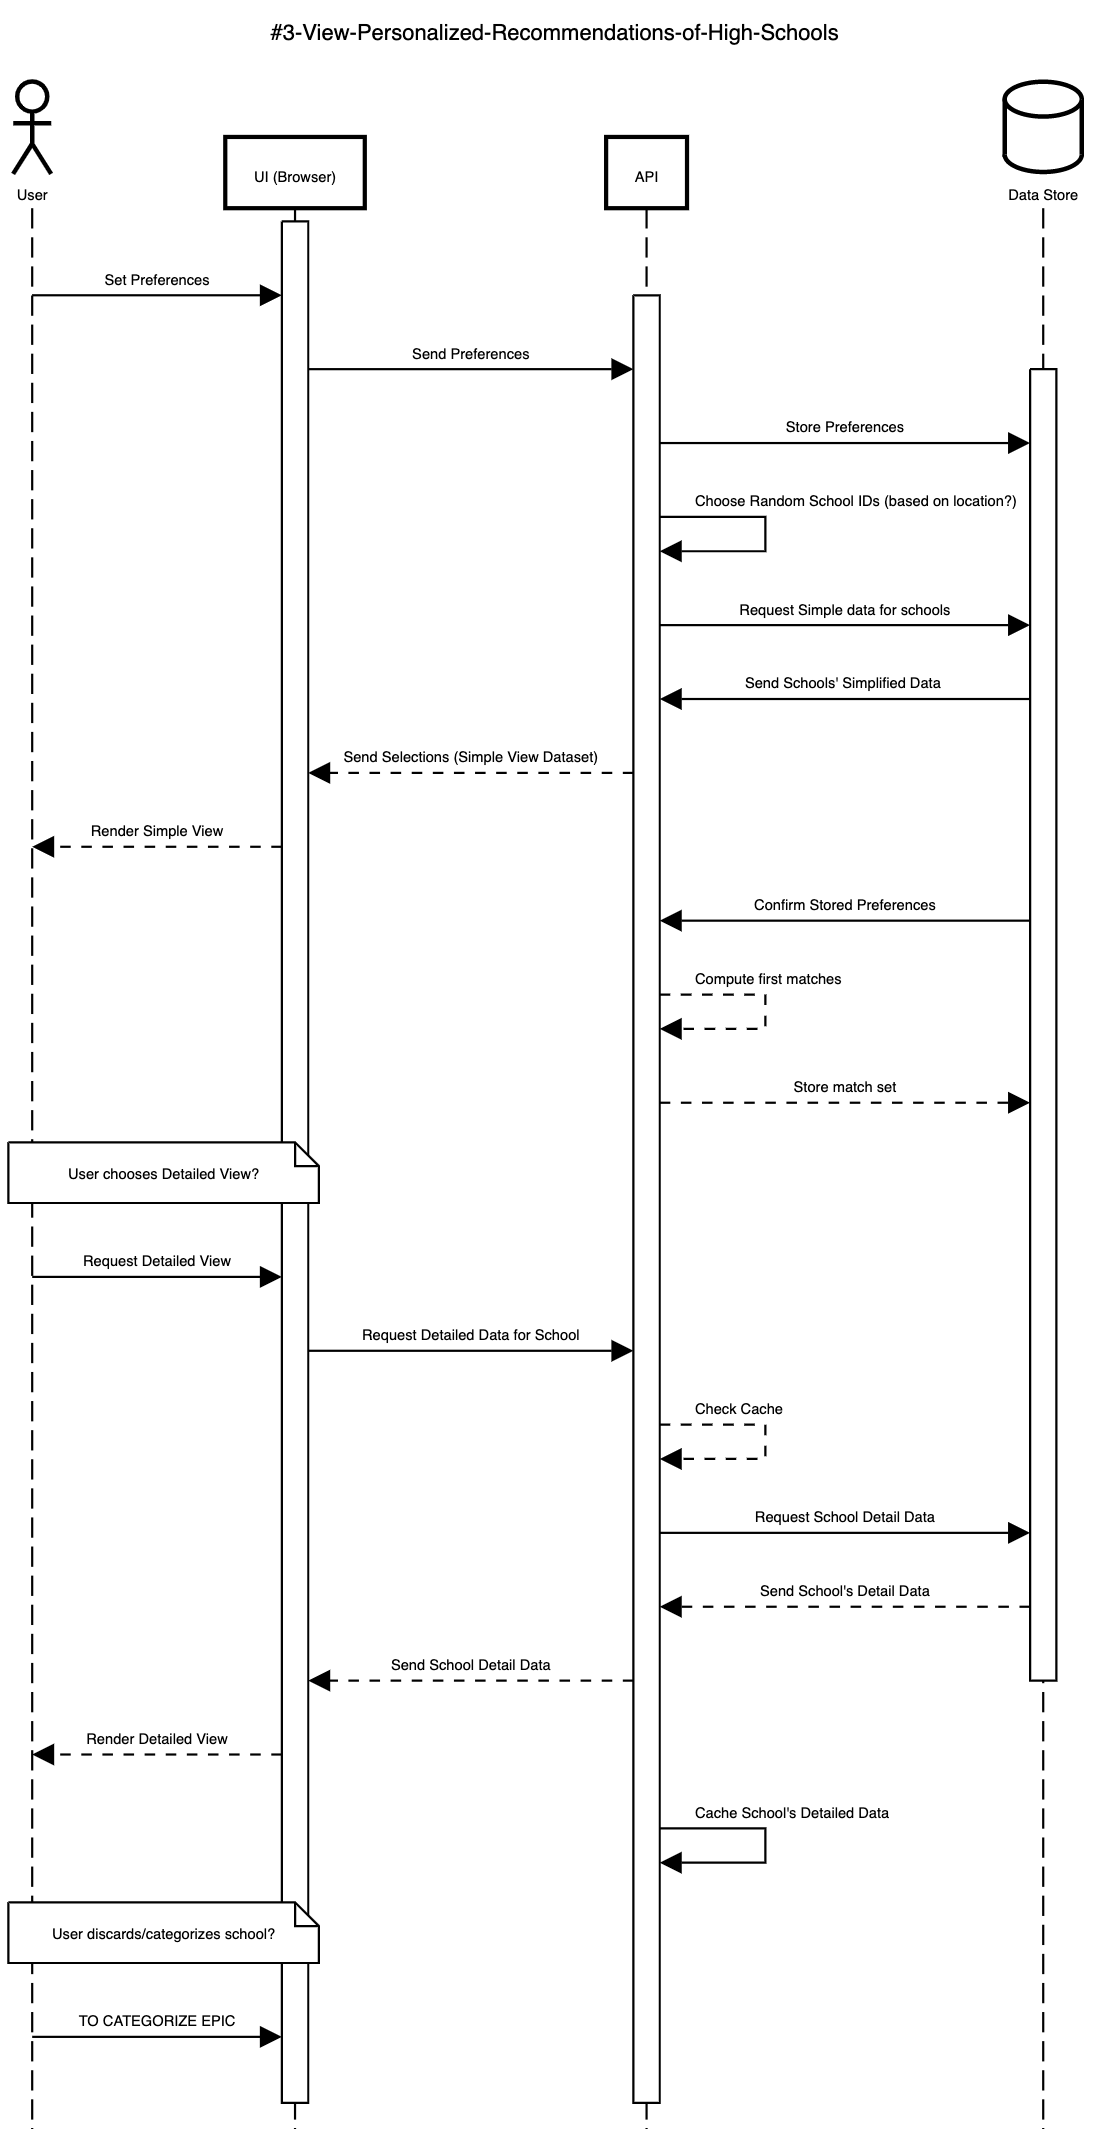 #3-View-Personalized-Recommendations-of-High-Schools
User
UI (Browser)
API
Data Store
Set Preferences
Send Preferences
Store Preferences
Choose Random School IDs (based on location?)
Request Simple data for schools
Send Schools' Simplified Data
Send Selections (Simple View Dataset)
Render Simple View
Confirm Stored Preferences
Compute first matches
Store match set
User chooses Detailed View?
Request Detailed View
Request Detailed Data for School
Check Cache
Request School Detail Data
Send School's Detail Data
Send School Detail Data
Render Detailed View
Cache School's Detailed Data
User discards/categorizes school?
TO CATEGORIZE EPIC